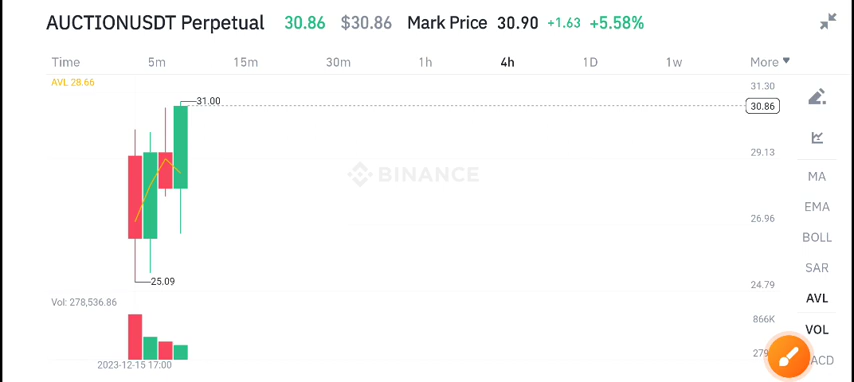 AUCTIONUSDT Perpetual 30.86 $30.86 Mark Price 30.90 +1.63 +5.58%
Time 5m 15m 30m 1h 4h 1D 1w More
AVL 28.66
31.30
31.00
30.86
29.13
BINANCE
MA
EMA
26.96
BOLL
SAR
25.09
24.79
AVL
Vol: 278,536.86
866K
VOL
2023-12-15 17:00